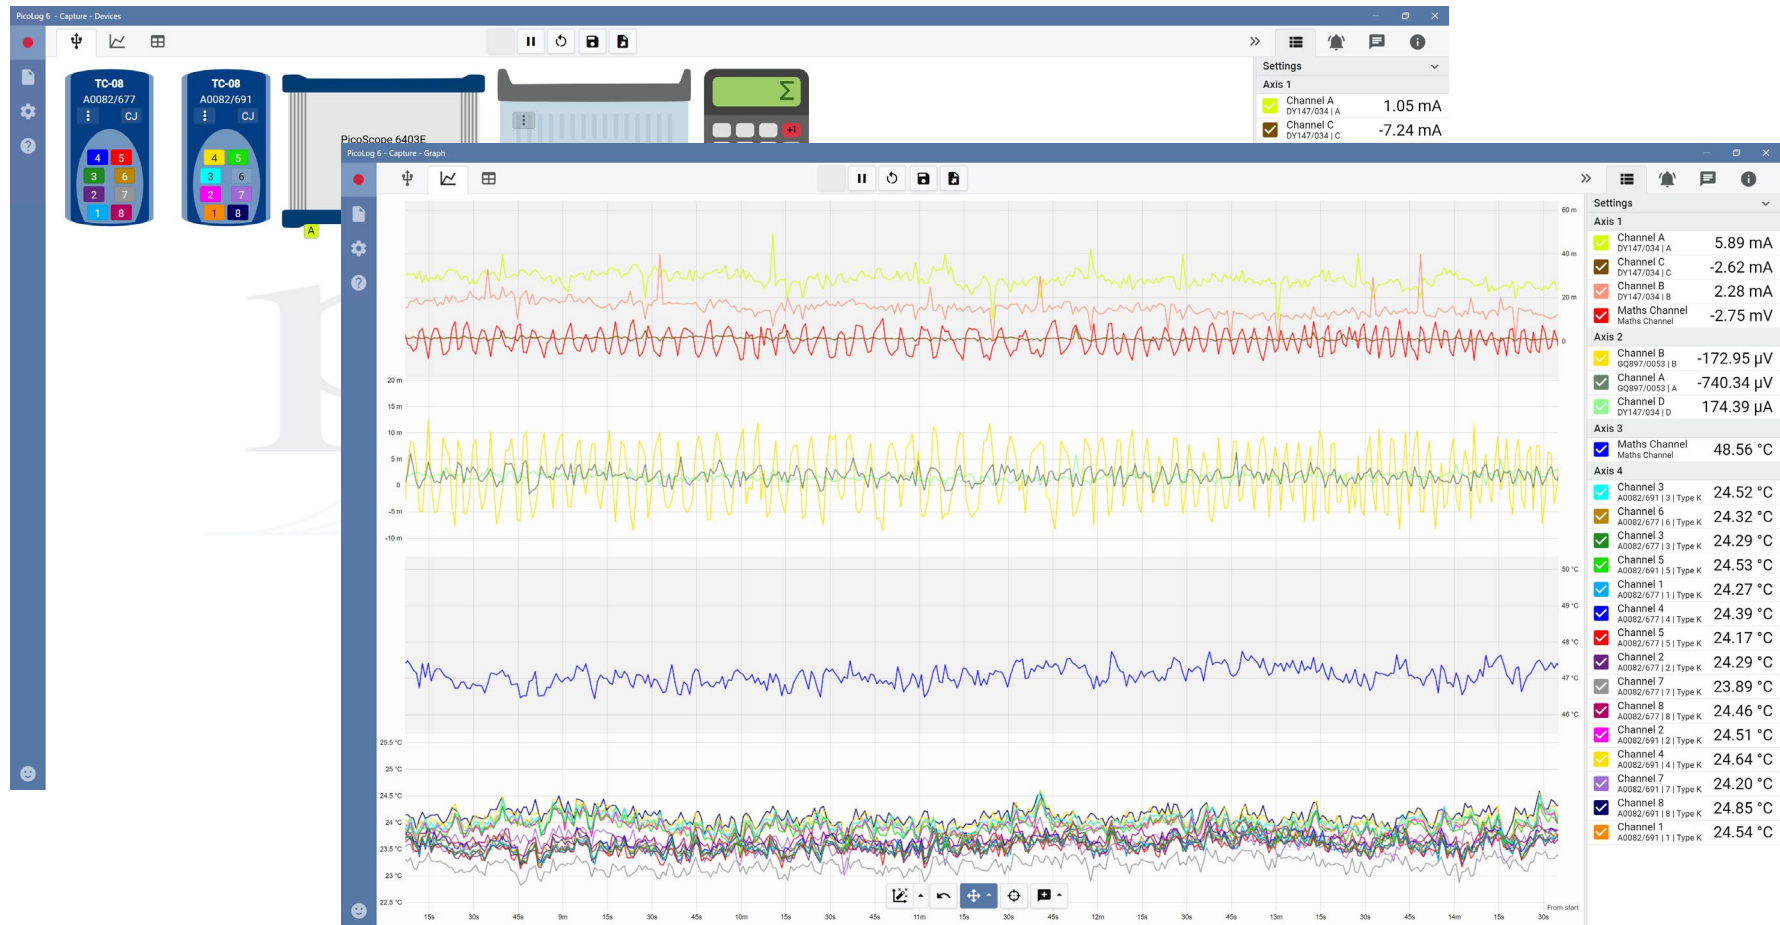 PicoLog 6 - Capture - Devices
Settings
Axis 1
Channel A
DY147/034 | A
1.05 mA
Channel C
DY147/034 | C
-7.24 mA
TC-08
A0082/677
CJ
4 5
3 6
2 7
1 8
TC-08
A0082/691
CJ
4 5
3 6
2 7
1 8
PicoScope 6403E
A
Σ
+1
PicoLog 6 - Capture - Graph
60 m
40 m
20 m
0
20 m
15 m
10 m
5 m
0
-5 m
-10 m
50 °C
49 °C
48 °C
47 °C
46 °C
25.5 °C
25 °C
24.5 °C
24 °C
23.5 °C
23 °C
22.5 °C
From start
15s 30s 45s 9m 15s 30s 45s 10m 15s 30s 45s 11m 15s 30s 45s 12m 15s 30s 45s 13m 15s 30s 45s 14m 15s 30s
Settings
Axis 1
Channel A
DY147/034 | A
5.89 mA
Channel C
DY147/034 | C
-2.62 mA
Channel B
DY147/034 | B
2.28 mA
Maths Channel
Maths Channel
-2.75 mV
Axis 2
Channel B
GQ897/0053 | B
-172.95 µV
Channel A
GQ897/0053 | A
-740.34 µV
Channel D
DY147/034 | D
174.39 µA
Axis 3
Maths Channel
Maths Channel
48.56 °C
Axis 4
Channel 3
A0082/691 | 3 | Type K
24.52 °C
Channel 6
A0082/677 | 6 | Type K
24.32 °C
Channel 3
A0082/677 | 3 | Type K
24.29 °C
Channel 5
A0082/691 | 5 | Type K
24.53 °C
Channel 1
A0082/677 | 1 | Type K
24.27 °C
Channel 4
A0082/677 | 4 | Type K
24.39 °C
Channel 5
A0082/677 | 5 | Type K
24.17 °C
Channel 2
A0082/677 | 2 | Type K
24.29 °C
Channel 7
A0082/677 | 7 | Type K
23.89 °C
Channel 8
A0082/677 | 8 | Type K
24.46 °C
Channel 2
A0082/691 | 2 | Type K
24.51 °C
Channel 4
A0082/691 | 4 | Type K
24.64 °C
Channel 7
A0082/691 | 7 | Type K
24.20 °C
Channel 8
A0082/691 | 8 | Type K
24.85 °C
Channel 1
A0082/691 | 1 | Type K
24.54 °C